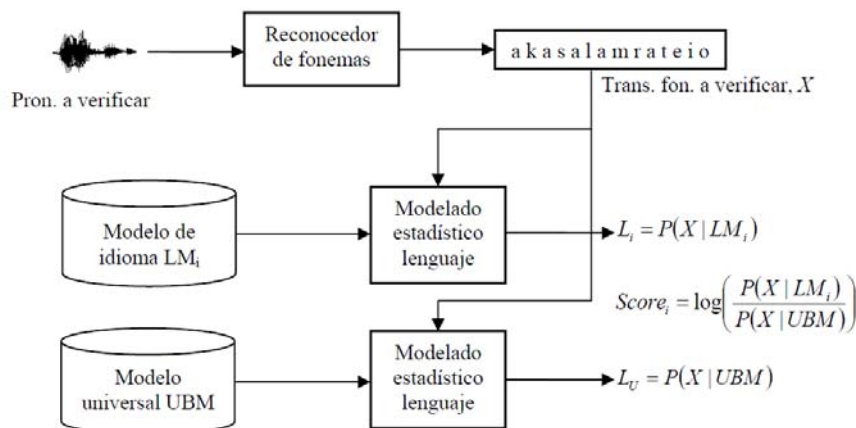 Reconocedor
de fonemas
a k a s a l a m r a t e i o
Pron. a verificar
Trans. fon. a verificar, X
Modelo de
idioma LMi
Modelado
estadístico
lenguaje
Li = P(X | LMi)
Scorei = log(P(X | LMi) / P(X | UBM))
Modelo
universal UBM
Modelado
estadístico
lenguaje
LU = P(X | UBM)